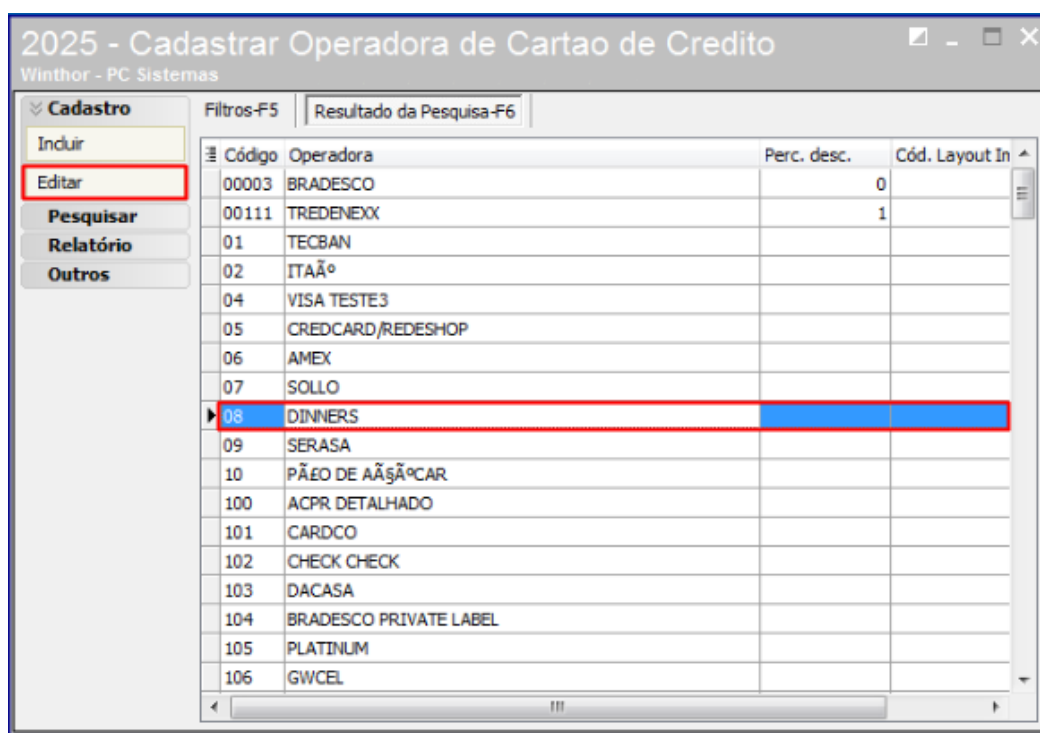 2025 - Cadastrar Operadora de Cartao de Credito
Winthor - PC Sistemas
Cadastro
Incluir
Editar
Pesquisar
Relatório
Outros
Filtros-F5 Resultado da Pesquisa-F6
Código Operadora Perc. desc. Cód. Layout In
00003 BRADESCO 0
00111 TREDENEXX 1
01 TECBAN
02 ITAÃº
04 VISA TESTE3
05 CREDCARD/REDESHOP
06 AMEX
07 SOLLO
08 DINNERS
09 SERASA
10 PÃ£O DE AÃ§ÃºCAR
100 ACPR DETALHADO
101 CARDCO
102 CHECK CHECK
103 DACASA
104 BRADESCO PRIVATE LABEL
105 PLATINUM
106 GWCEL